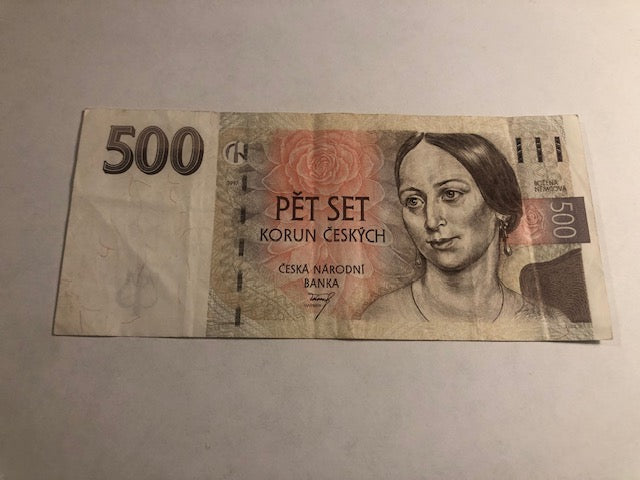 500
PĚT SET
KORUN ČESKÝCH
ČESKÁ NÁRODNÍ
BANKA
BOŽENA
NĚMCOVÁ
500